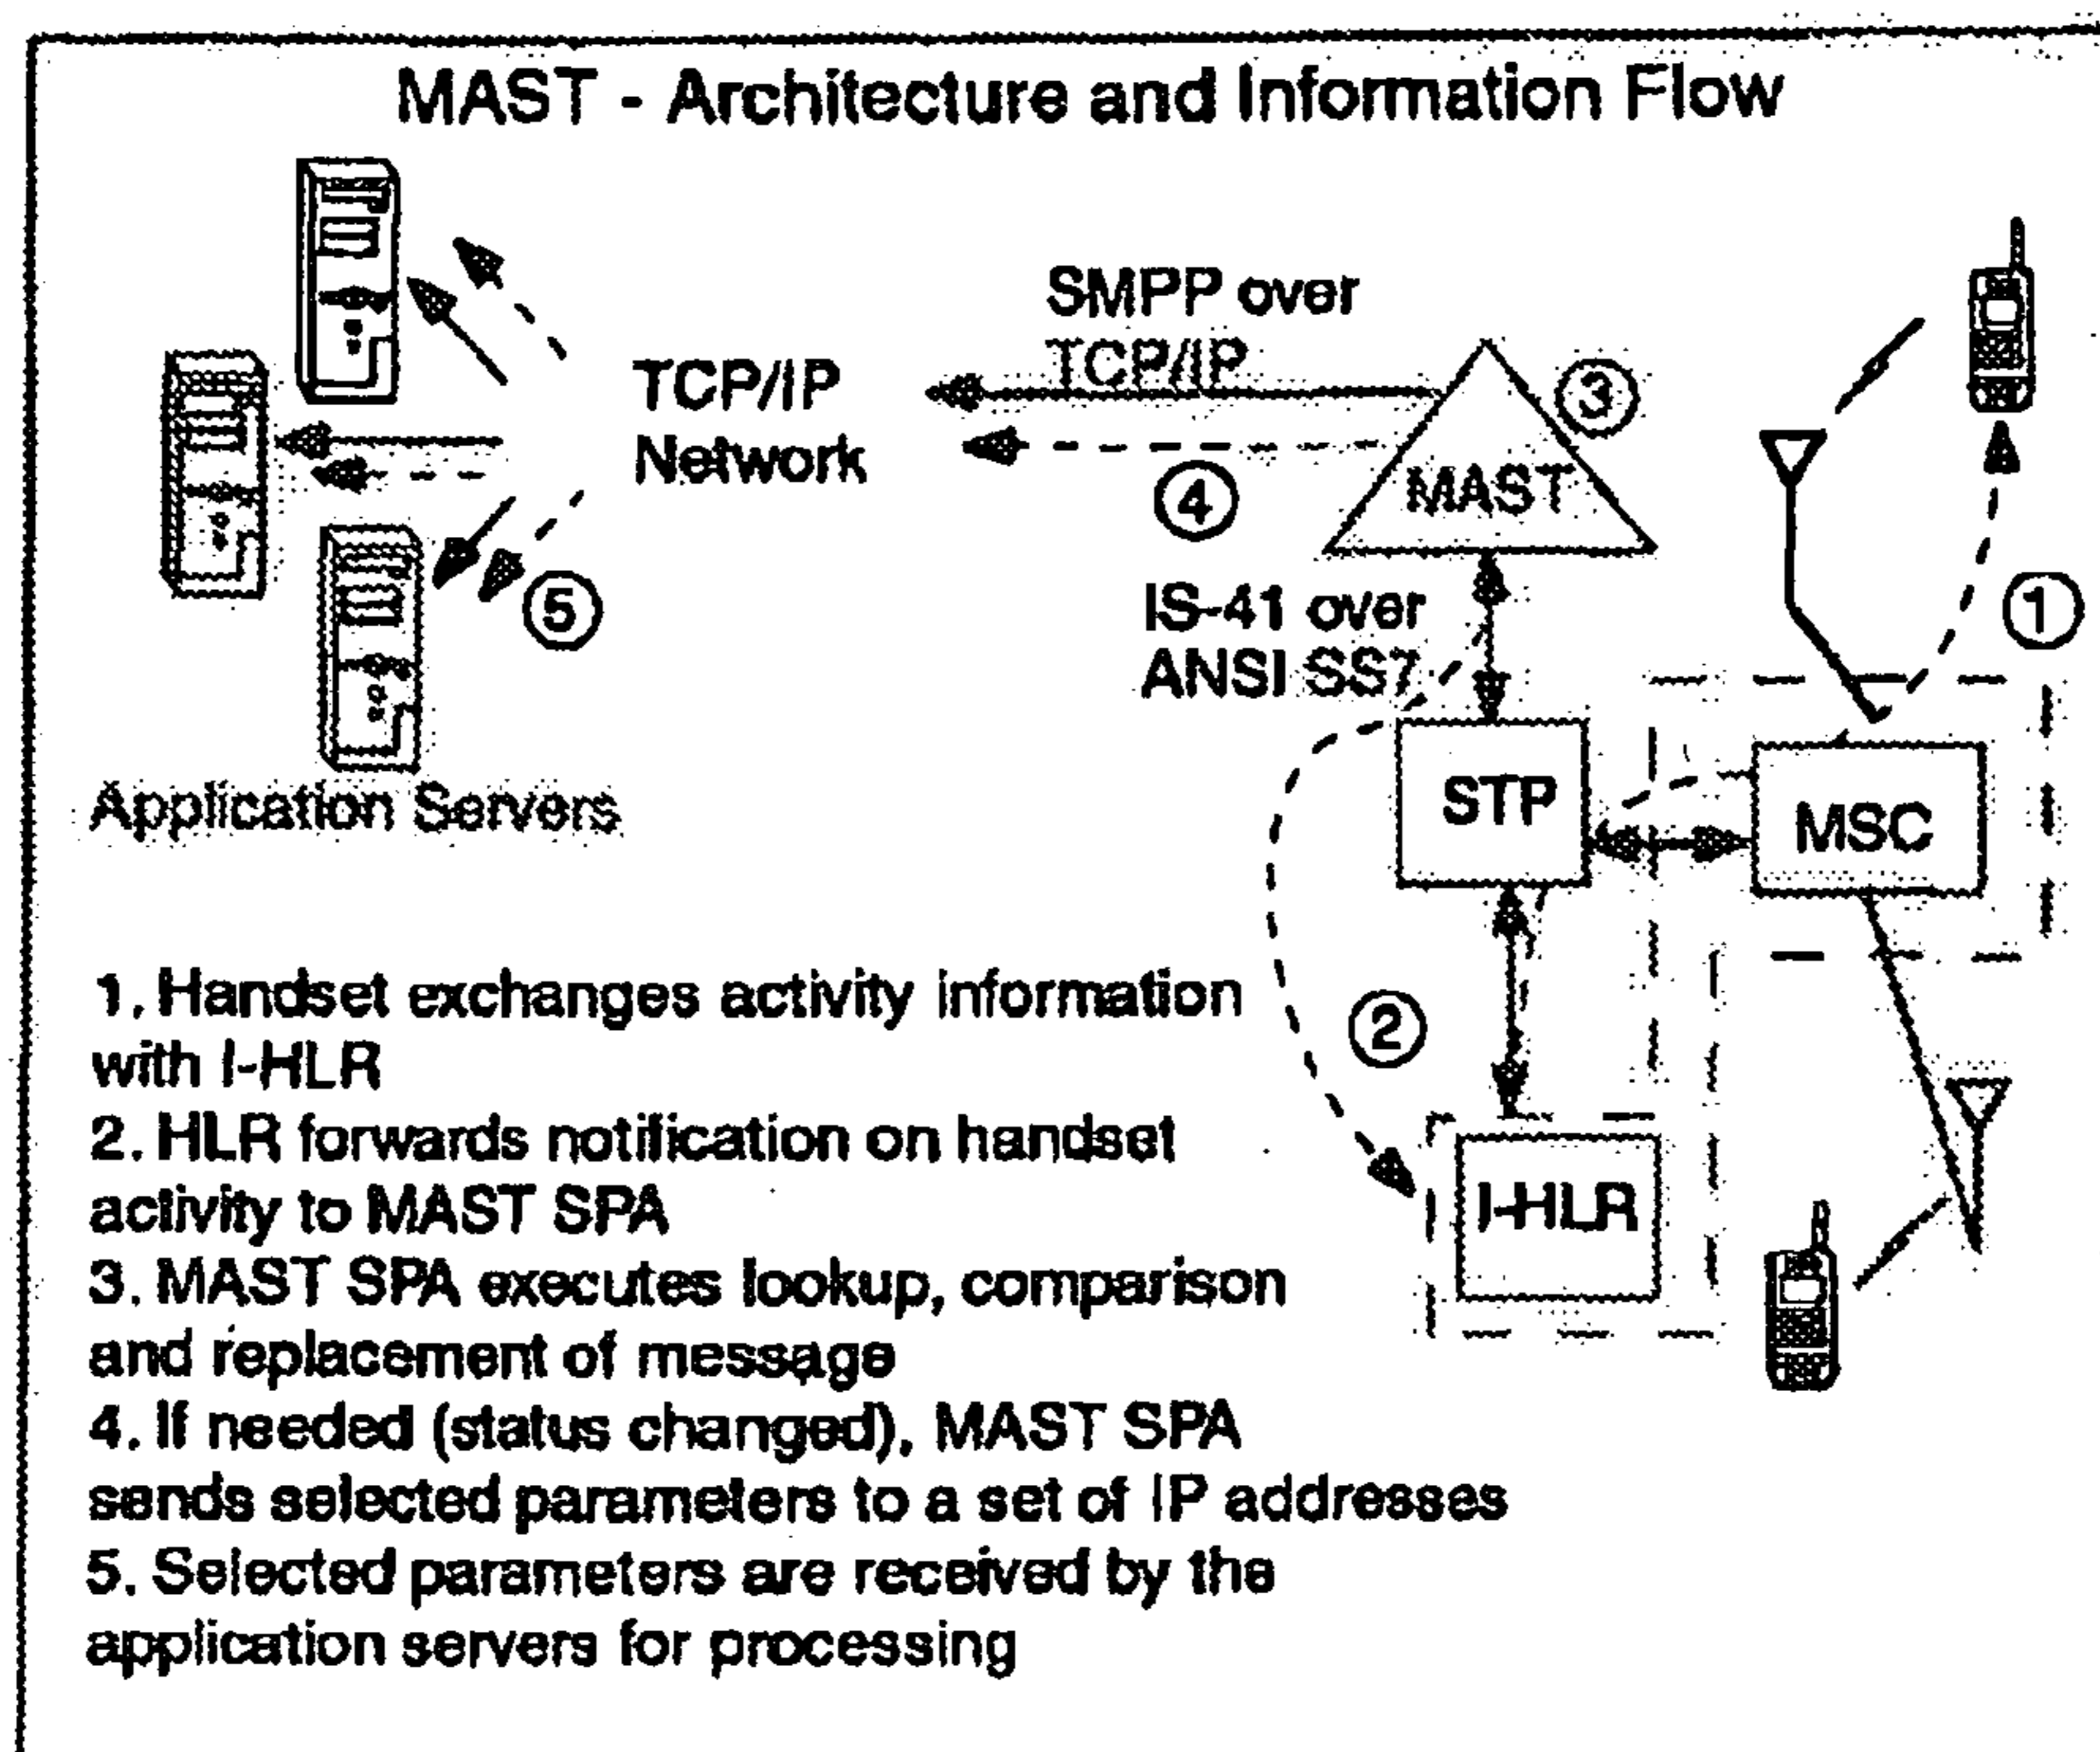 MAST - Architecture and Information Flow
SMPP over
TCP/IP
TCP/IP
Network
3
MAST
4
1
IS-41 over
ANSI SS7
5
STP
MSC
Application Servers
2
I-HLR
1. Handset exchanges activity information
with I-HLR
2. HLR forwards notification on handset
activity to MAST SPA
3. MAST SPA executes lookup, comparison
and replacement of message
4. If needed (status changed), MAST SPA
sends selected parameters to a set of IP addresses
5. Selected parameters are received by the
application servers for processing